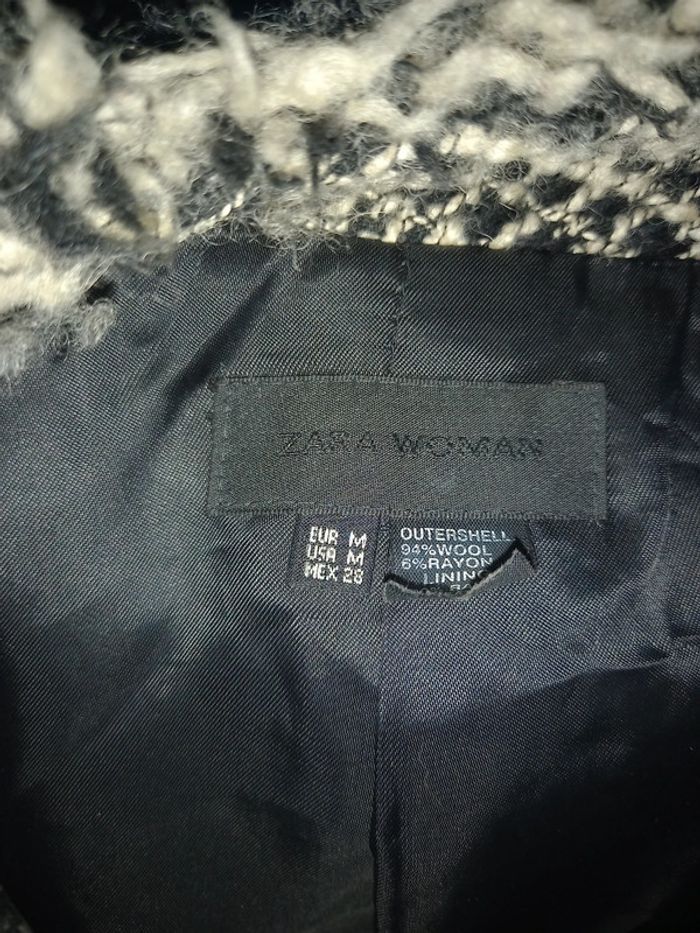 ZARA WOMAN
EUR M
USA M
MEX 28
OUTERSHELL
94%WOOL
6%RAYON
LINING